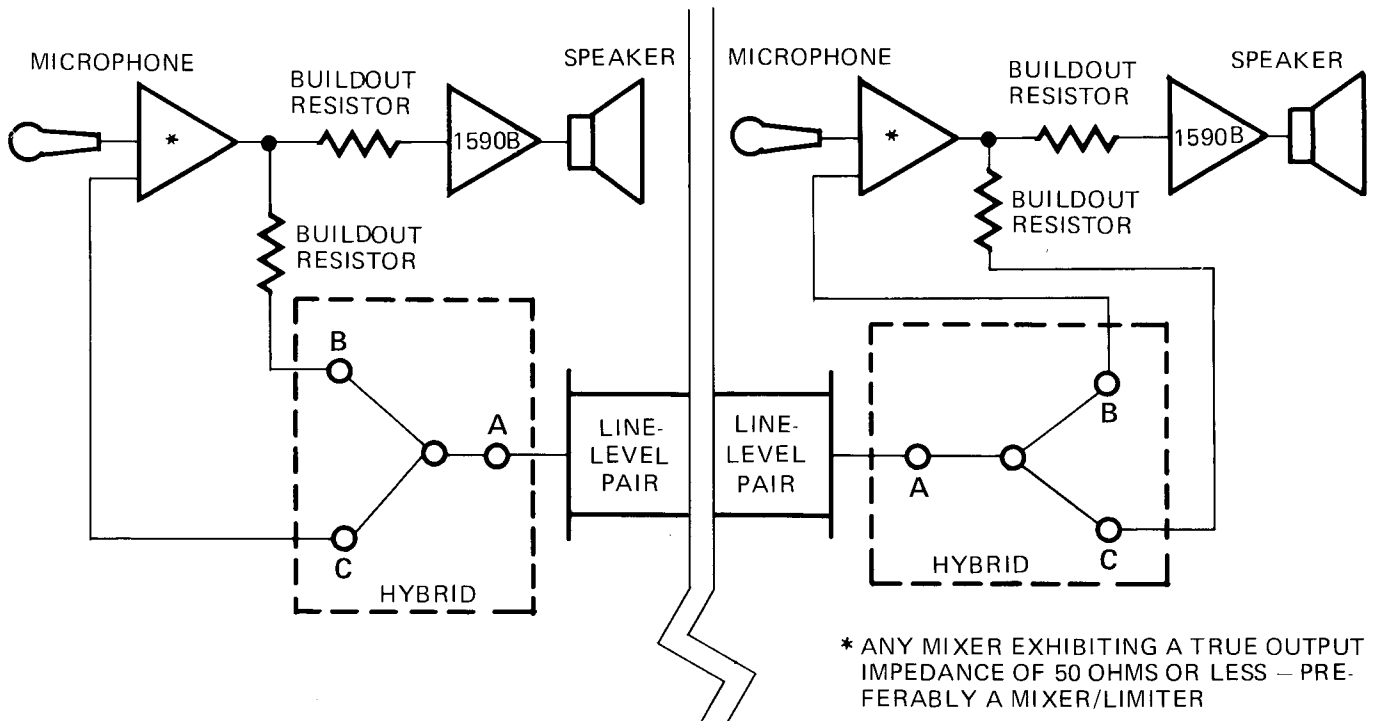 MICROPHONE
BUILDOUT
RESISTOR
SPEAKER
*
1590B
BUILDOUT
RESISTOR
B
A
C
HYBRID
LINE-
LEVEL
PAIR
MICROPHONE
BUILDOUT
RESISTOR
SPEAKER
*
1590B
BUILDOUT
RESISTOR
LINE-
LEVEL
PAIR
A
B
C
HYBRID
* ANY MIXER EXHIBITING A TRUE OUTPUT
IMPEDANCE OF 50 OHMS OR LESS – PRE-
FERABLY A MIXER/LIMITER